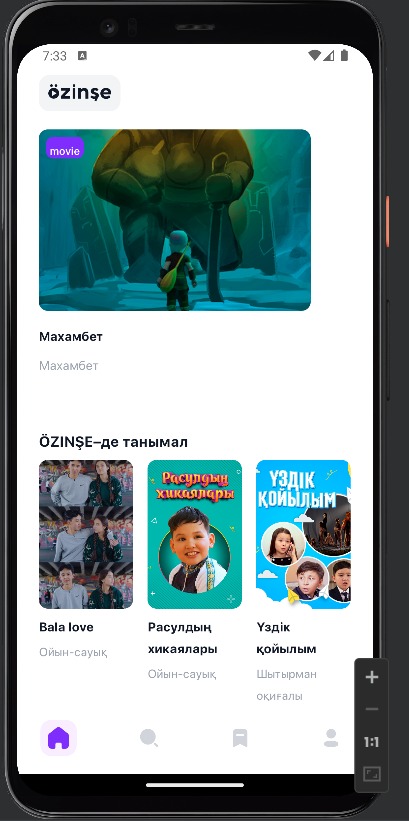 7:33 A
özinşe
movie
Махамбет
Махамбет
ÖZINŞE–де танымал
Расулдың
хикаялары
ҮЗДІК
ҚОЙЫЛЫМ
Bala love
Ойын-сауық
Расулдың
хикаялары
Ойын-сауық
Үздік
қойылым
Шытырман
оқиғалы
1:1